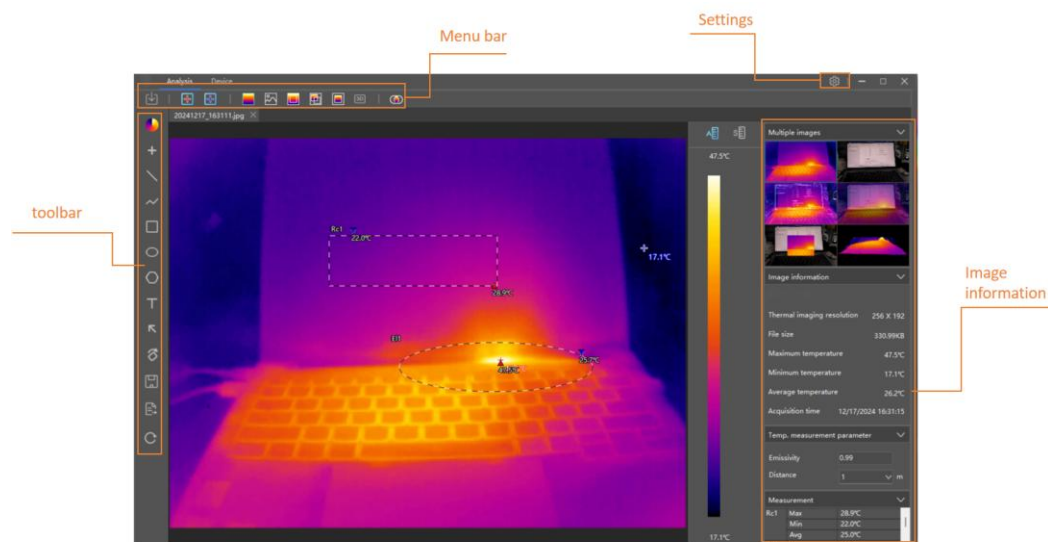 Settings
Menu bar
Analysis Device
20241217_163111.jpg
toolbar
Rc1
22.0℃
17.1℃
28.9℃
El1
47.5℃
17.1℃
Multiple images
Image information
Thermal imaging resolution 256 X 192
File size 330.99KB
Maximum temperature 47.5℃
Minimum temperature 17.1℃
Average temperature 26.2℃
Acquisition time 12/17/2024 16:31:15
Temp. measurement parameter
Emissivity 0.99
Distance 1 m
Measurement
Rc1 Max 28.9℃
Min 22.0℃
Avg 25.0℃
Image
information